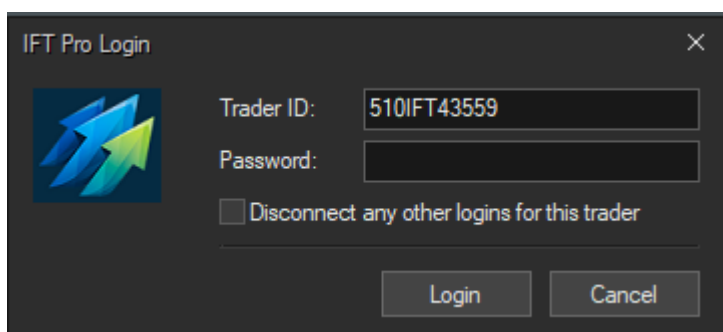 IFT Pro Login
Trader ID: 510IFT43559
Password:
Disconnect any other logins for this trader
Login Cancel